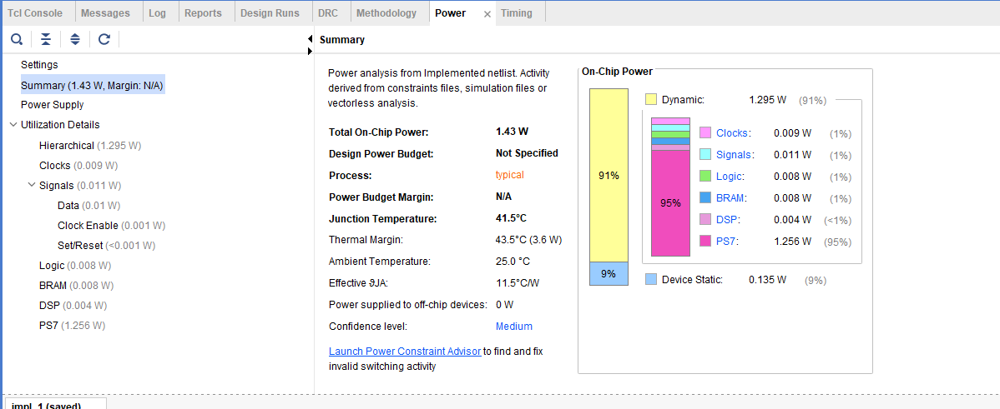 Tcl Console Messages Log Reports Design Runs DRC Methodology Power × Timing
Summary
Settings
Summary (1.43 W, Margin: N/A)
Power Supply
Utilization Details
Hierarchical (1.295 W)
Clocks (0.009 W)
Signals (0.011 W)
Data (0.01 W)
Clock Enable (0.001 W)
Set/Reset (<0.001 W)
Logic (0.008 W)
BRAM (0.008 W)
DSP (0.004 W)
PS7 (1.256 W)
Power analysis from Implemented netlist. Activity
derived from constraints files, simulation files or
vectorless analysis.
Total On-Chip Power: 1.43 W
Design Power Budget: Not Specified
Process: typical
Power Budget Margin: N/A
Junction Temperature: 41.5°C
Thermal Margin: 43.5°C (3.6 W)
Ambient Temperature: 25.0 °C
Effective ϑJA: 11.5°C/W
Power supplied to off-chip devices: 0 W
Confidence level: Medium
Launch Power Constraint Advisor to find and fix
invalid switching activity
On-Chip Power
91%
9%
Dynamic: 1.295 W (91%)
95%
Clocks: 0.009 W (1%)
Signals: 0.011 W (1%)
Logic: 0.008 W (1%)
BRAM: 0.008 W (1%)
DSP: 0.004 W (<1%)
PS7: 1.256 W (95%)
Device Static: 0.135 W (9%)
impl_1 (saved)